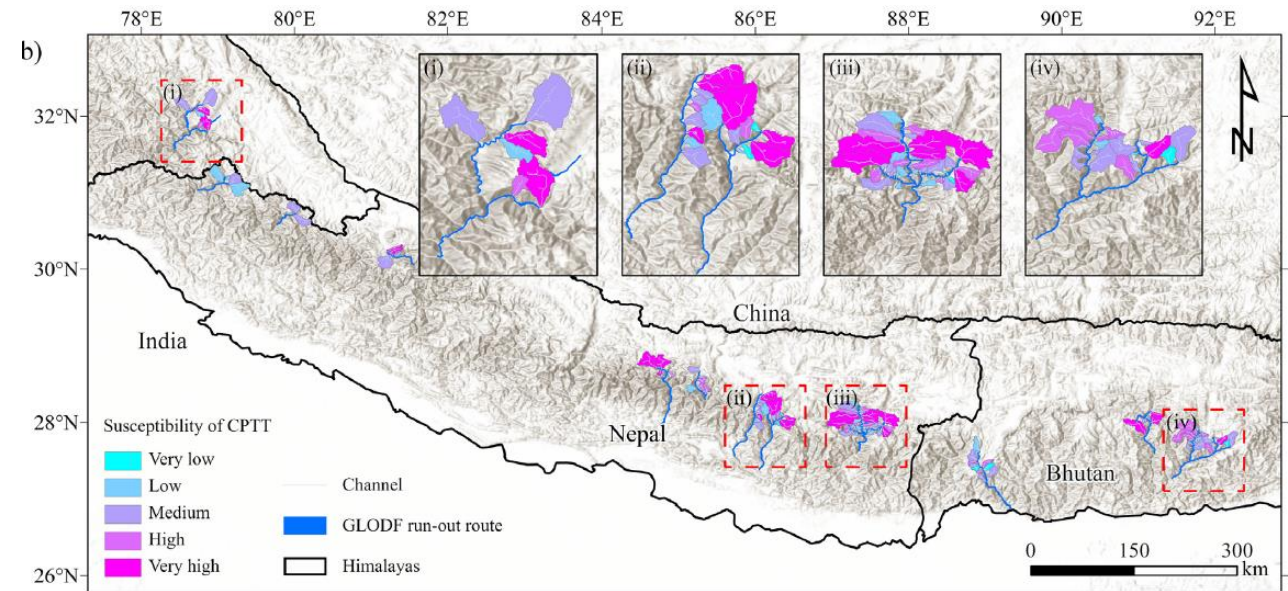 78°E 80°E 82°E 84°E 86°E 88°E 90°E 92°E
b)
(i) (ii) (iii) (iv)
(i)
32°N
N
30°N
China
India
28°N
(ii) (iii) (iv)
Nepal
Bhutan
Susceptibility of CPTT
Very low
Low
Medium
High
Very high
Channel
GLODF run-out route
Himalayas
0 150 300
km
26°N